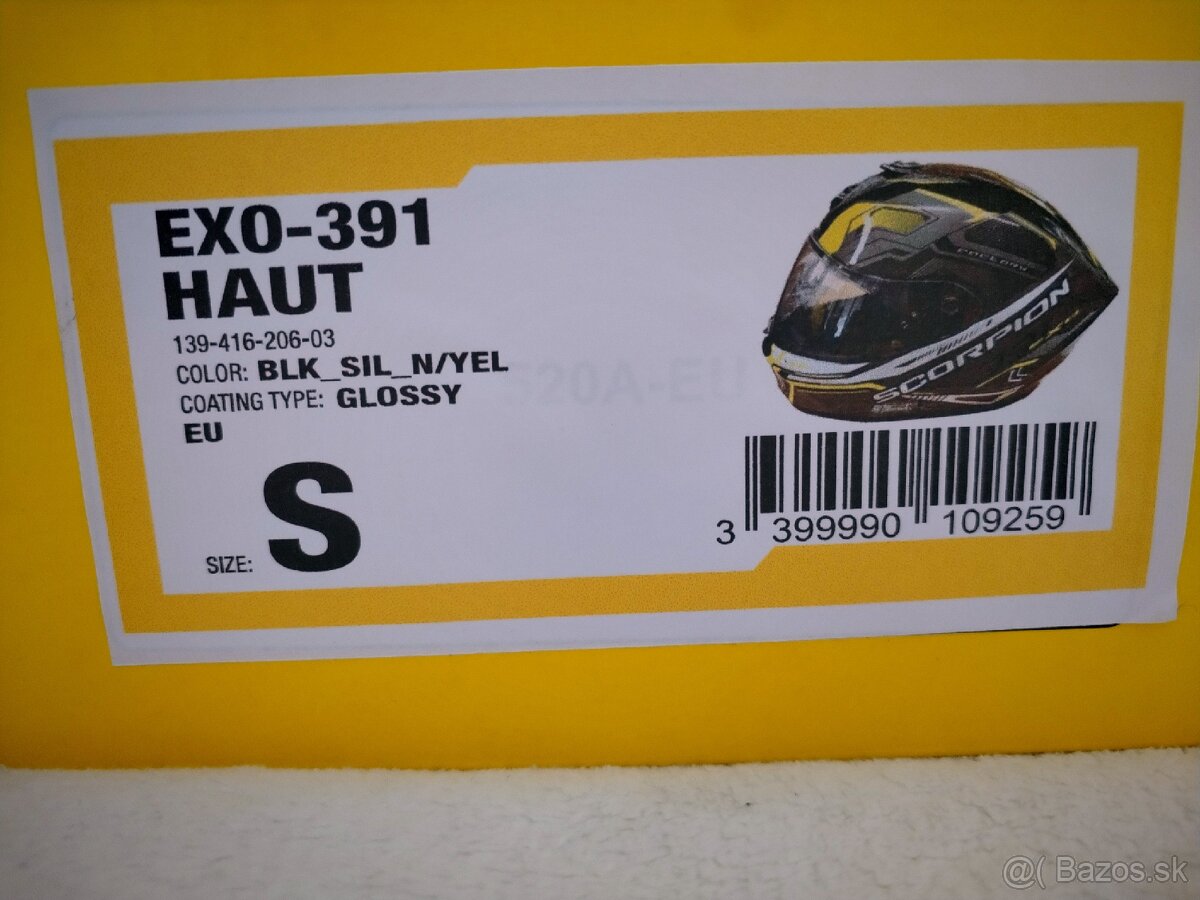 EXO-391
HAUT
139-416-206-03
COLOR: BLK_SIL_N/YEL
COATING TYPE: GLOSSY
EU
SIZE: S
SCORPION
3 399990 109259
@( Bazos.sk